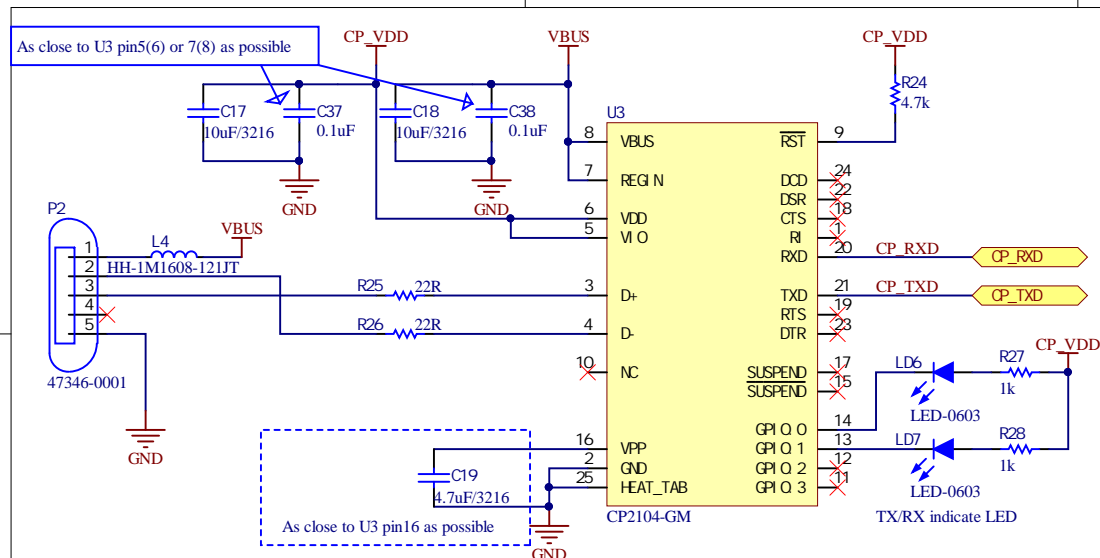 As close to U3 pin5(6) or 7(8) as possible
CP_VDD
VBUS
CP_VDD
R24
4.7k
C17
10uF/3216
C37
0.1uF
C18
10uF/3216
C38
0.1uF
GND
GND
U3
8 VBUS
7 REGIN
6 VDD
5 VIO
3 D+
4 D-
10 NC
16 VPP
2 GND
25 HEAT_TAB
RST 9
DCD 24
DSR 22
CTS 18
RI 1
RXD 20
TXD 21
RTS 19
DTR 23
SUSPEND 17
SUSPEND 15
GPIO.0 14
GPIO.1 13
GPIO.2 12
GPIO.3 11
CP2104-GM
CP_RXD
CP_RXD
CP_TXD
CP_TXD
P2
1
2
3
4
5
47346-0001
L4
HH-1M1608-121JT
VBUS
R25 22R
R26 22R
GND
C19
4.7uF/3216
As close to U3 pin16 as possible
GND
CP_VDD
LD6
LED-0603
R27
1k
LD7
LED-0603
R28
1k
TX/RX indicate LED